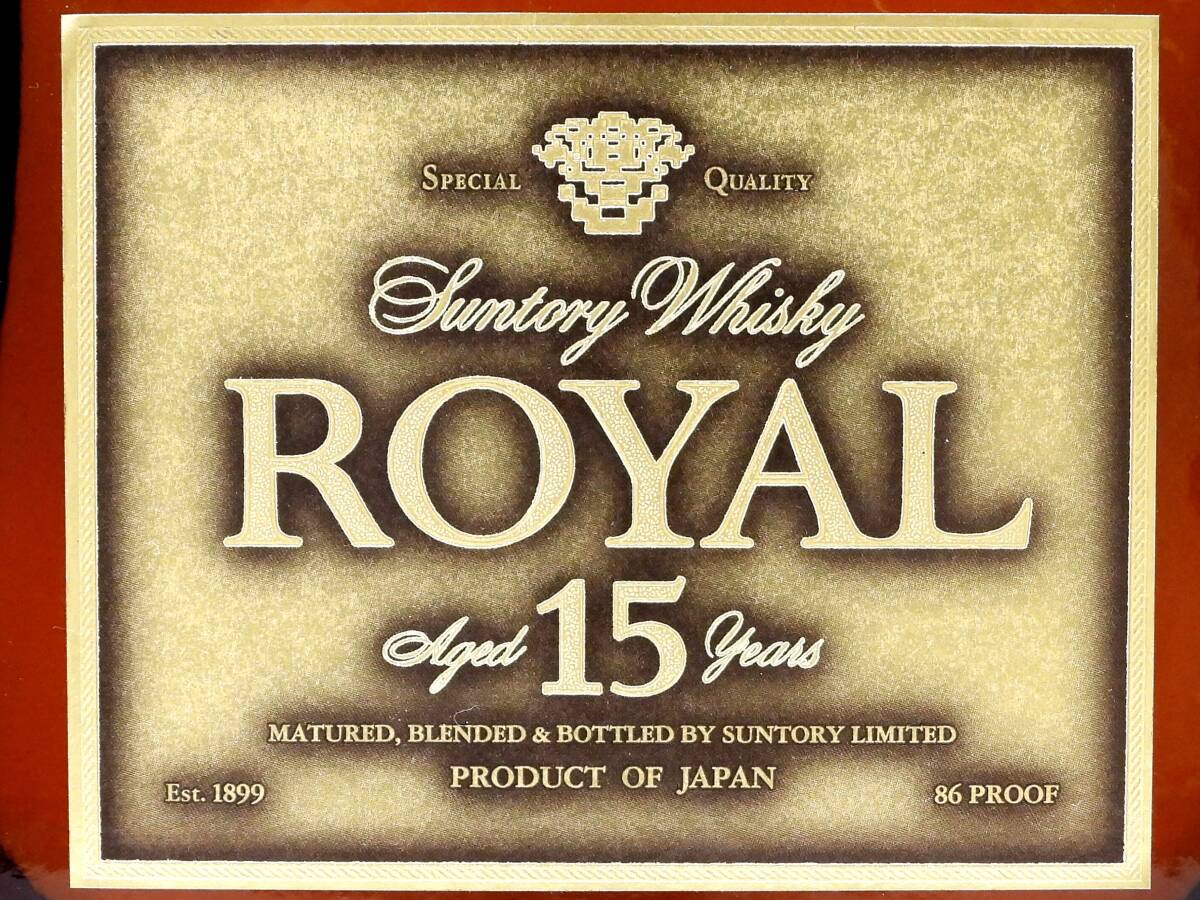 SPECIAL QUALITY
Suntory Whisky
ROYAL
Aged 15 Years
MATURED, BLENDED & BOTTLED BY SUNTORY LIMITED
PRODUCT OF JAPAN
Est. 1899 86 PROOF